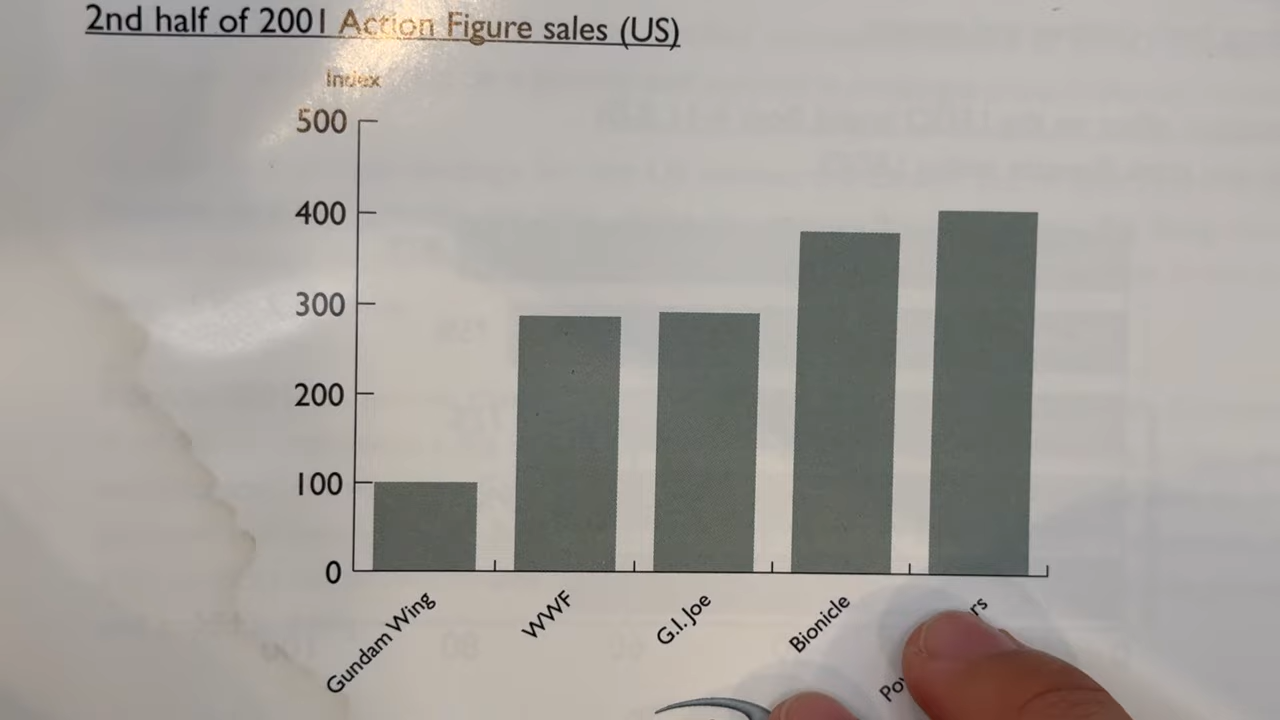 2nd half of 2001 Action Figure sales (US)
Index
500
400
300
200
100
0
Gundam Wing
WWF
G.I. Joe
Bionicle